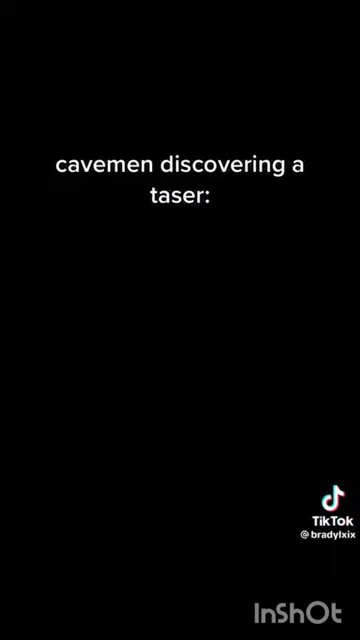 cavemen discovering a
taser:
TikTok
@ bradylxix
InShOt